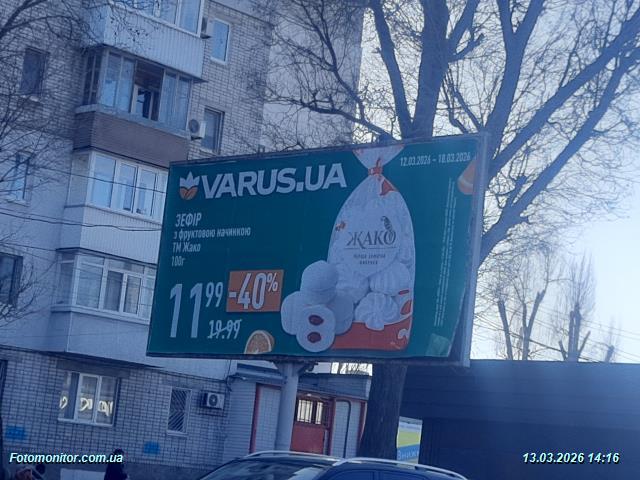 VARUS.UA
12.03.2026 – 18.03.2026
ЗЕФІР
з фруктовою начинкою
ТМ Жако
100г
ЖАКО
11 99
-40%
19.99
Fotomonitor.com.ua
13.03.2026 14:16